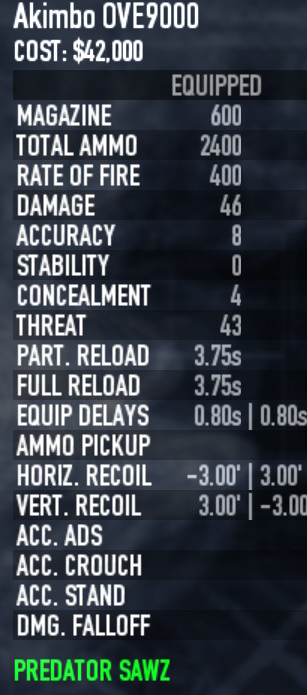 Akimbo OVE9000
COST: $42,000
EQUIPPED
MAGAZINE 600
TOTAL AMMO 2400
RATE OF FIRE 400
DAMAGE 46
ACCURACY 8
STABILITY 0
CONCEALMENT 4
THREAT 43
PART. RELOAD 3.75s
FULL RELOAD 3.75s
EQUIP DELAYS 0.80s | 0.80s
AMMO PICKUP
HORIZ. RECOIL -3.00' | 3.00'
VERT. RECOIL 3.00' | -3.00
ACC. ADS
ACC. CROUCH
ACC. STAND
DMG. FALLOFF
PREDATOR SAWZ